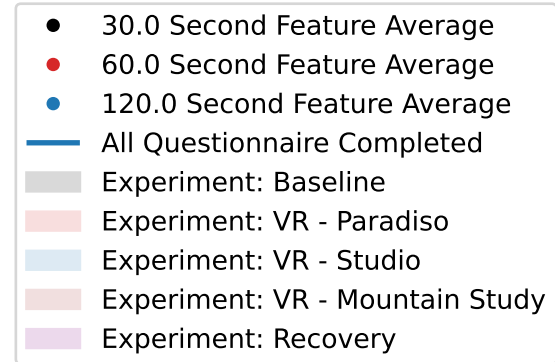 30.0 Second Feature Average
60.0 Second Feature Average
120.0 Second Feature Average
All Questionnaire Completed
Experiment: Baseline
Experiment: VR - Paradiso
Experiment: VR - Studio
Experiment: VR - Mountain Study
Experiment: Recovery